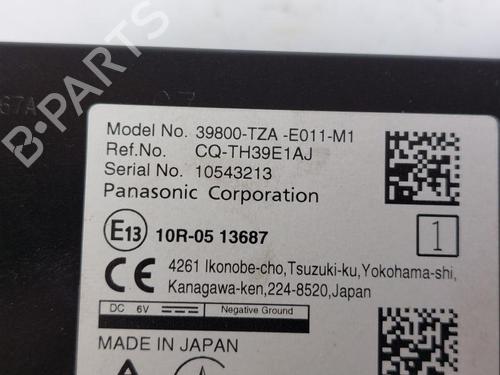 67A
Model No. 39800-TZA -E011-M1
Ref.No. CQ-TH39E1AJ
Serial No. 10543213
Panasonic Corporation
E13 10R-05 13687
1
CE 4261 Ikonobe-cho,Tsuzuki-ku,Yokohama-shi,
Kanagawa-ken,224-8520,Japan
DC 6V Negative Ground
MADE IN JAPAN
B-PARTS